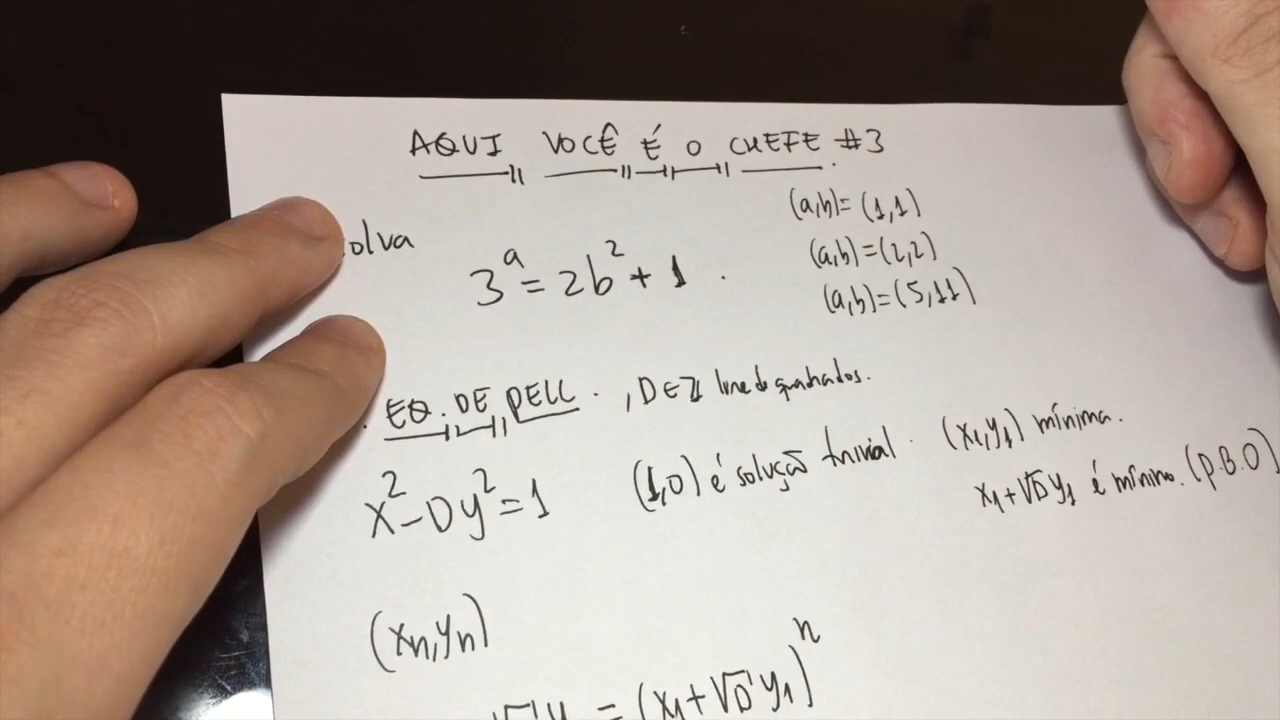 AQUI VOCÊ É O CHEFE #3
(a,b)=(1,1)
olva
3^a = 2b^2 + 1 .
(a,b)=(2,2)
(a,b)=(5,11)
. EQ. DE PELL. , D∈ℤ livre de quadrados.
x^2-Dy^2=1 (1,0) é solução trivial. (x1,y1) mínima.
x1+√D y1 é mínimo. (P.B.O)
(xn,yn)
= (x1+√D y1)^n